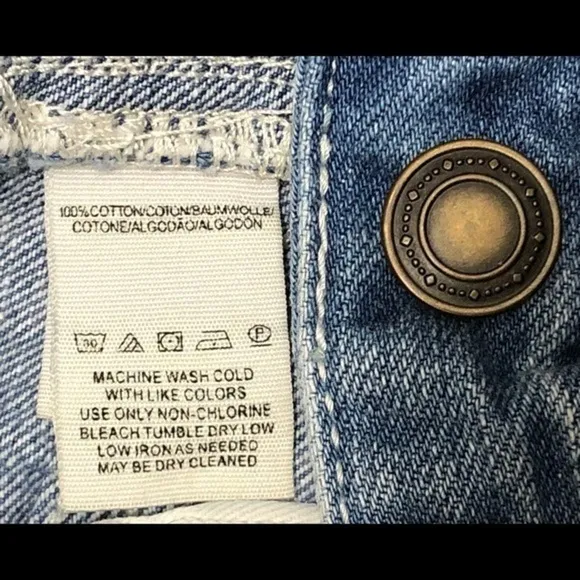 100% COTTON/COTON/BAUMWOLLE/
COTONE/ALGODÃO/ALGODÓN
30 P
MACHINE WASH COLD
WITH LIKE COLORS
USE ONLY NON-CHLORINE
BLEACH TUMBLE DRY LOW
LOW IRON AS NEEDED
MAY BE DRY CLEANED